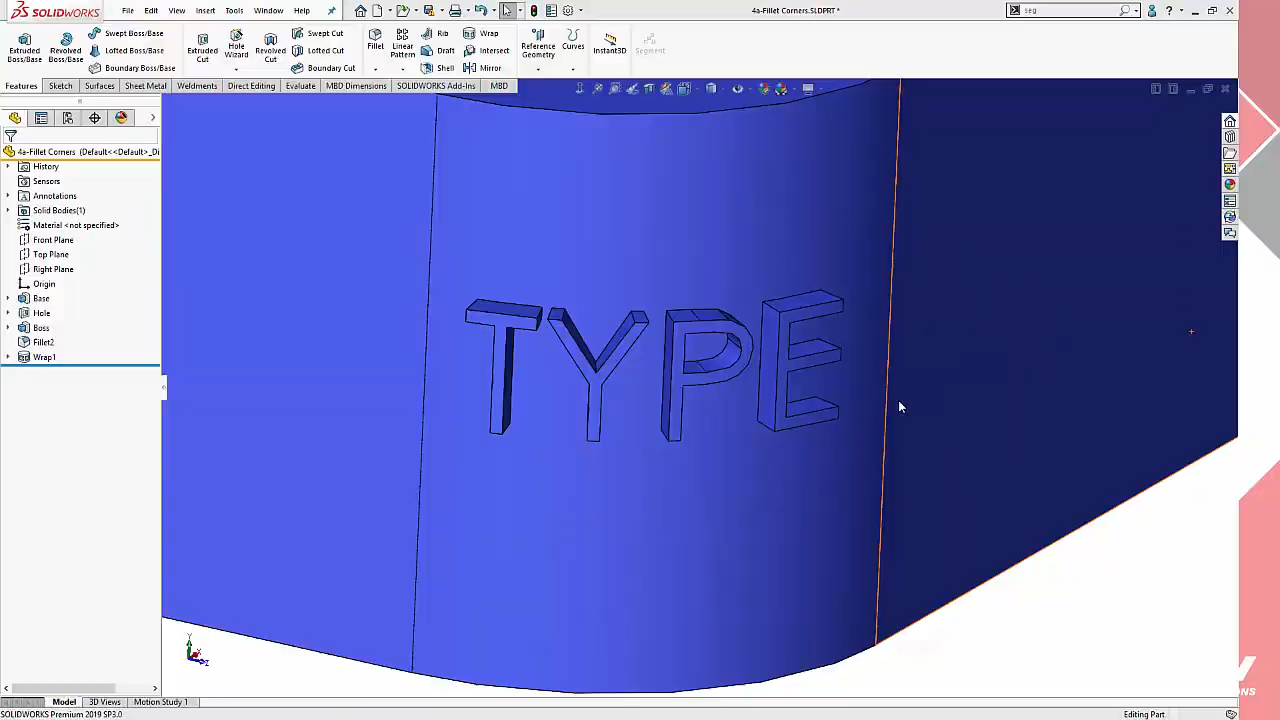 SOLIDWORKS File Edit View Insert Tools Window Help
4a-Fillet Corners.SLDPRT *
seg
Extruded Boss/Base
Revolved Boss/Base
Swept Boss/Base
Lofted Boss/Base
Boundary Boss/Base
Extruded Cut
Hole Wizard
Revolved Cut
Swept Cut
Lofted Cut
Boundary Cut
Fillet
Linear Pattern
Rib
Draft
Shell
Wrap
Intersect
Mirror
Reference Geometry
Curves
Instant3D
Segment
Features Sketch Surfaces Sheet Metal Weldments Direct Editing Evaluate MBD Dimensions SOLIDWORKS Add-Ins MBD
4a-Fillet Corners (Default<<Default>_Di
History
Sensors
Annotations
Solid Bodies(1)
Material <not specified>
Front Plane
Top Plane
Right Plane
Origin
Base
Hole
Boss
Fillet2
Wrap1
TYPE
Y
X
Z
Model 3D Views Motion Study 1
SOLIDWORKS Premium 2019 SP3.0
Editing Part